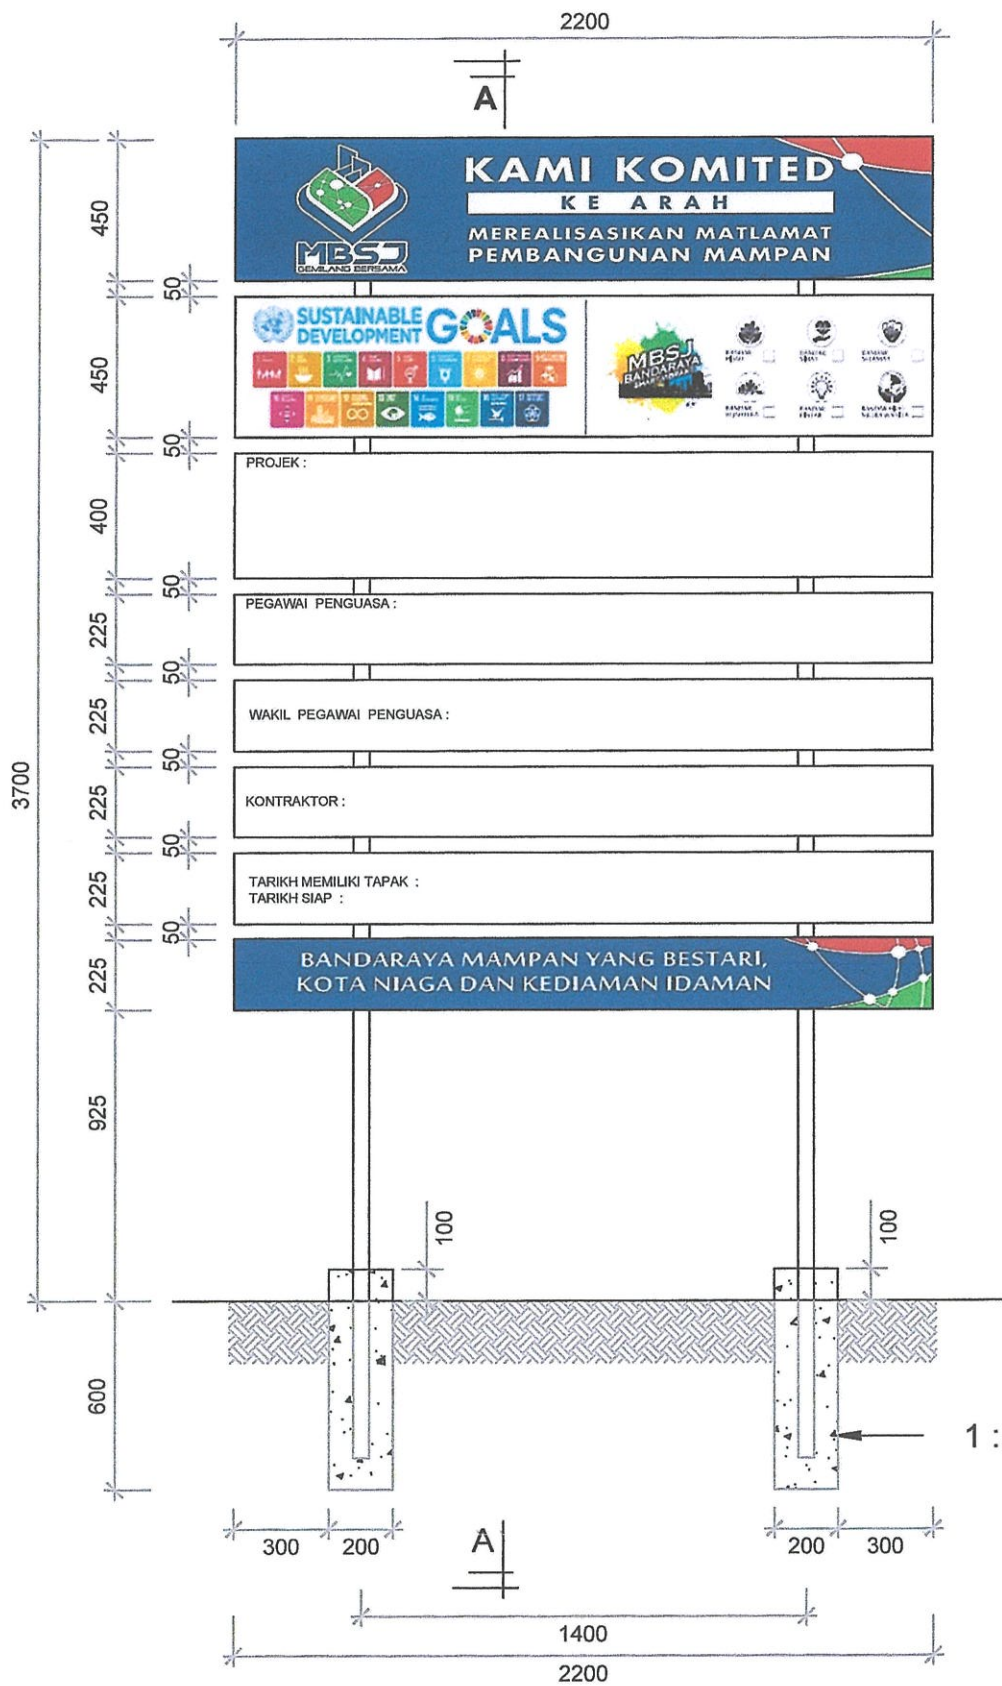 2200
A
KAMI KOMITED
KE ARAH
MEREALISASIKAN MATLAMAT
PEMBANGUNAN MAMPAN
MBSJ
GEMILANG BERSAMA
450
50
SUSTAINABLE
DEVELOPMENT GOALS
MBSJ
BANDARAYA
450
50
PROJEK :
400
50
PEGAWAI PENGUASA :
225
50
WAKIL PEGAWAI PENGUASA :
225
50
3700
KONTRAKTOR :
225
50
TARIKH MEMILIKI TAPAK :
TARIKH SIAP :
225
50
BANDARAYA MAMPAN YANG BESTARI,
KOTA NIAGA DAN KEDIAMAN IDAMAN
225
925
100
100
600
1 :
300 200 A 200 300
1400
2200